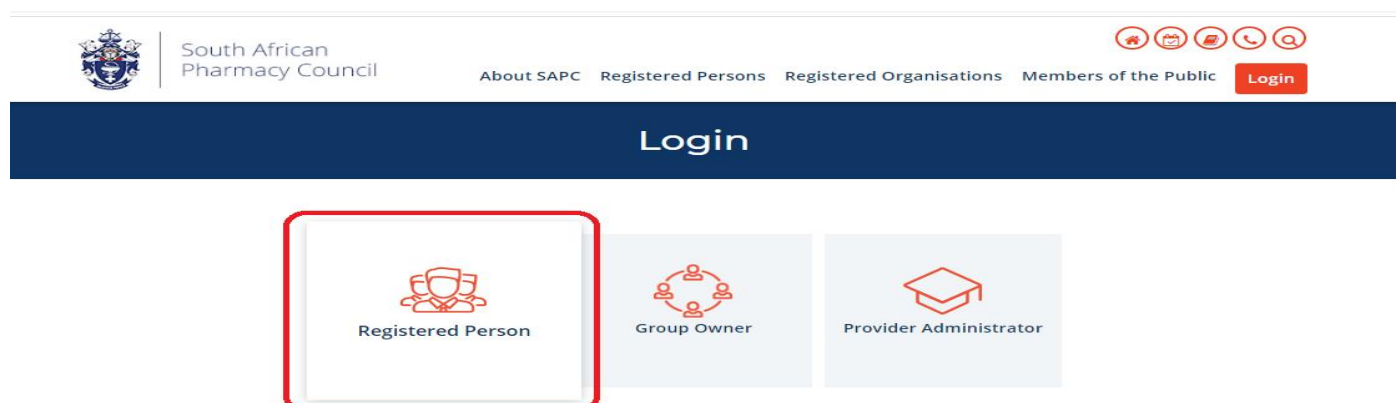 South African
Pharmacy Council
About SAPC Registered Persons Registered Organisations Members of the Public Login
Login
Registered Person Group Owner Provider Administrator